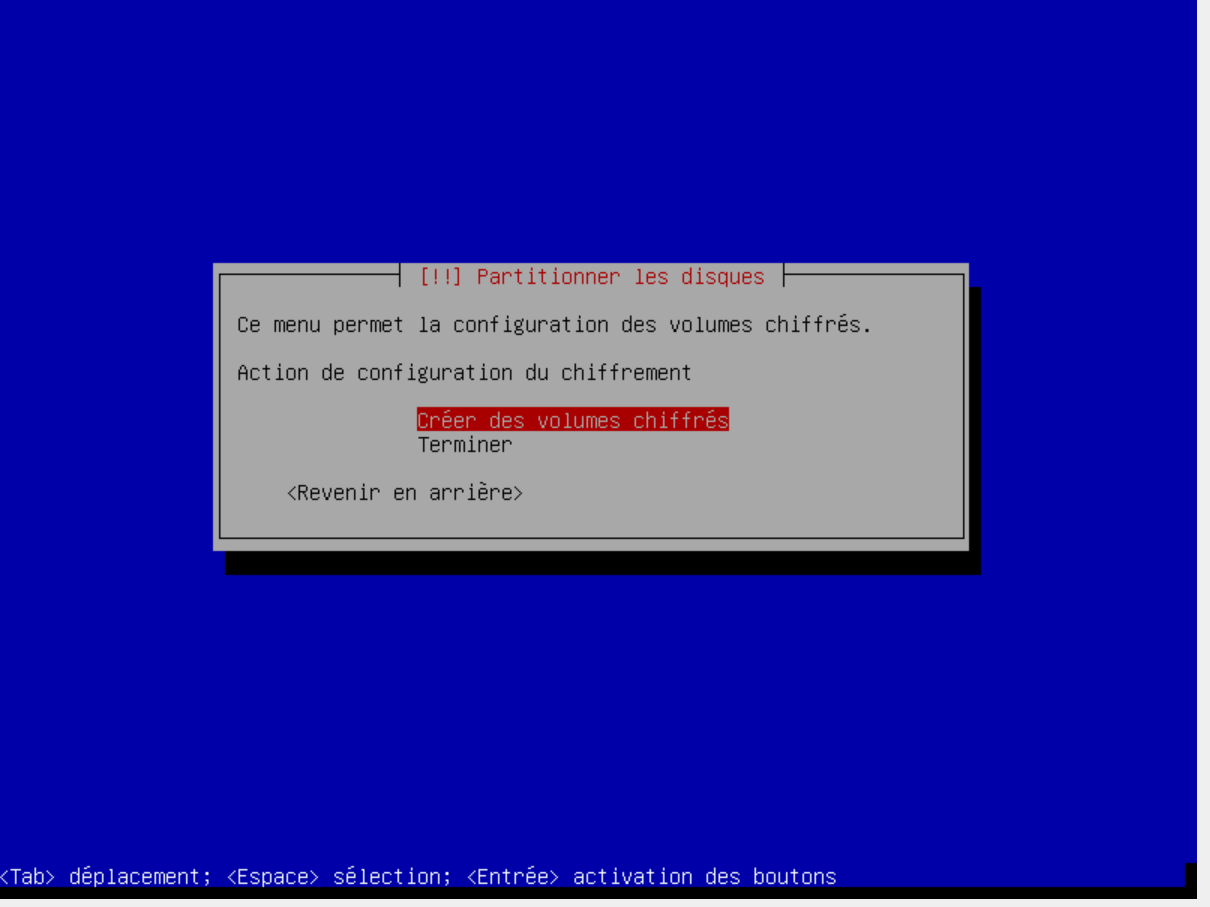 [!!] Partitionner les disques
Ce menu permet la configuration des volumes chiffrés.
Action de configuration du chiffrement
Créer des volumes chiffrés
Terminer
<Revenir en arrière>
<Tab> déplacement; <Espace> sélection; <Entrée> activation des boutons